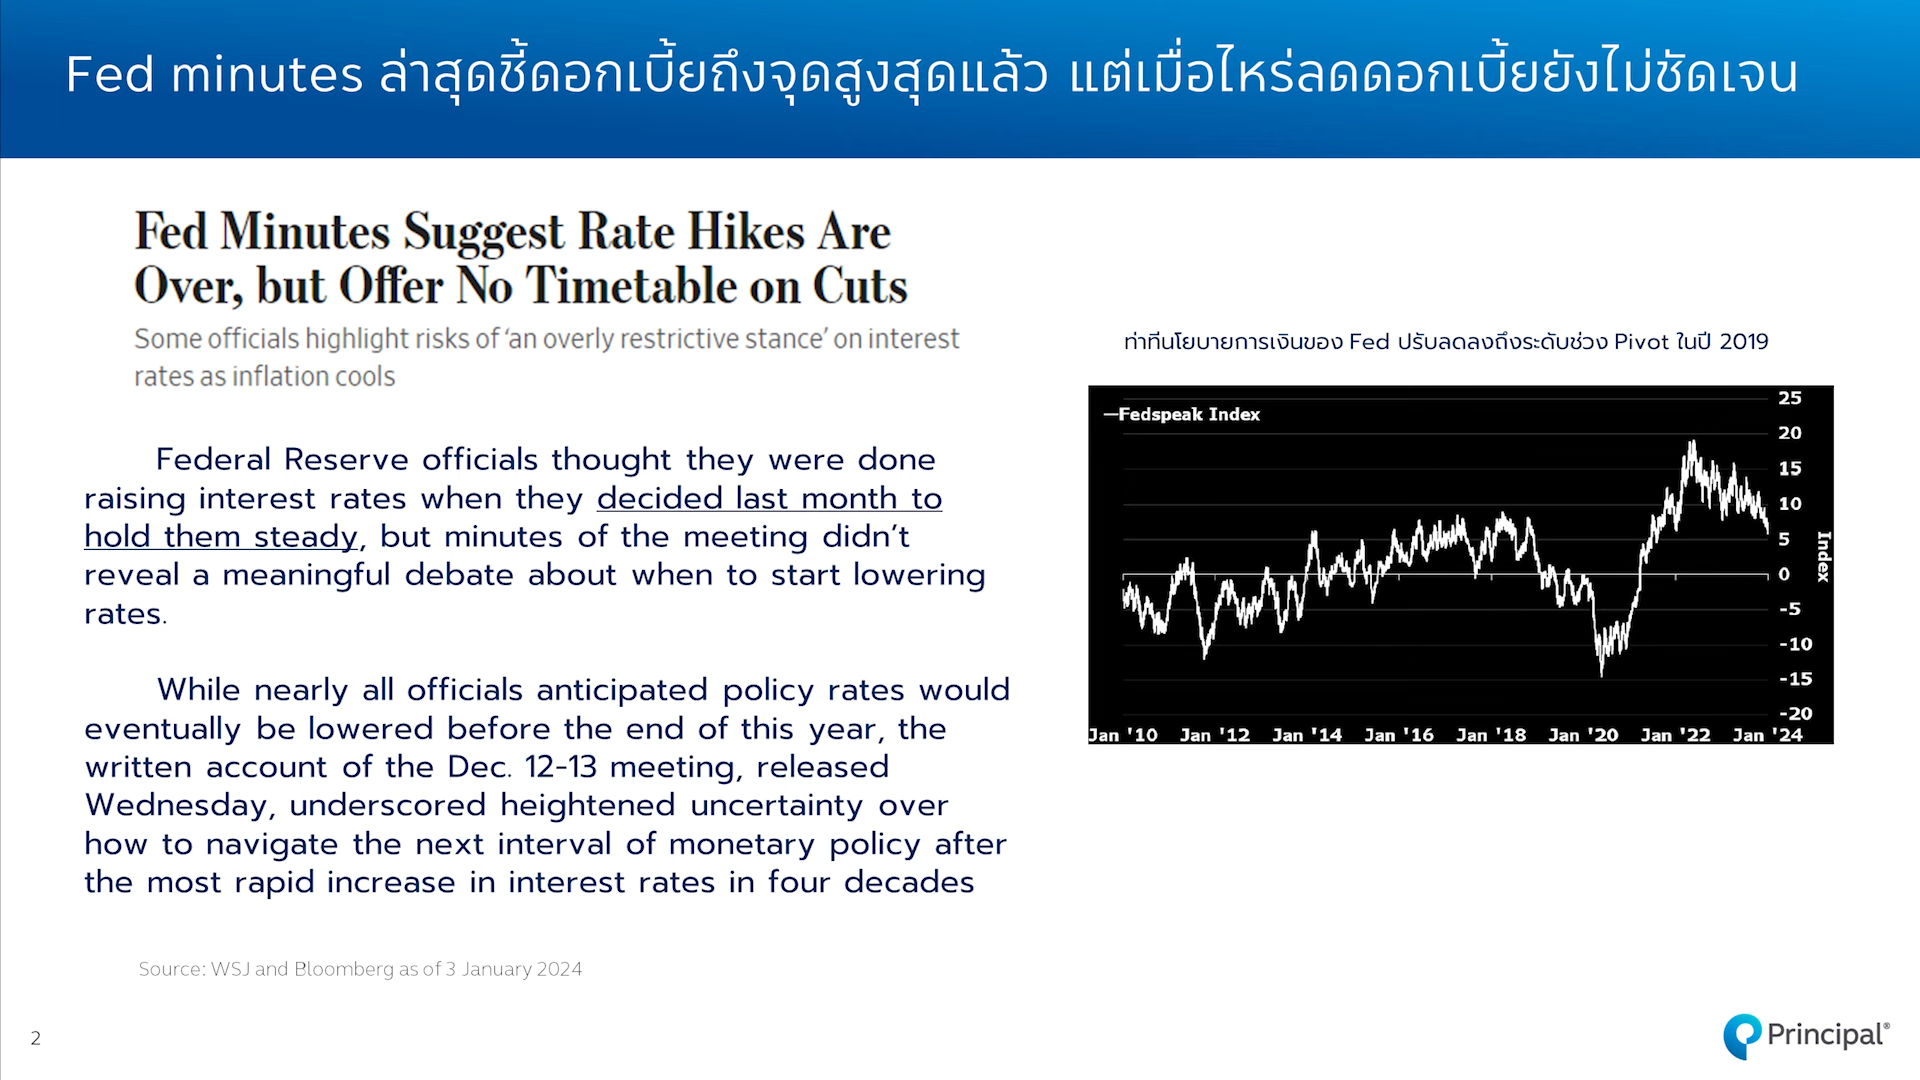 Fed minutes ล่าสุดชี้ดอกเบี้ยถึงจุดสูงสุดแล้ว แต่เมื่อไหร่ลดดอกเบี้ยยังไม่ชัดเจน
Fed Minutes Suggest Rate Hikes Are
Over, but Offer No Timetable on Cuts
Some officials highlight risks of ‘an overly restrictive stance’ on interest
rates as inflation cools
Federal Reserve officials thought they were done
raising interest rates when they decided last month to
hold them steady, but minutes of the meeting didn’t
reveal a meaningful debate about when to start lowering
rates.
While nearly all officials anticipated policy rates would
eventually be lowered before the end of this year, the
written account of the Dec. 12-13 meeting, released
Wednesday, underscored heightened uncertainty over
how to navigate the next interval of monetary policy after
the most rapid increase in interest rates in four decades
Source: WSJ and Bloomberg as of 3 January 2024
ท่าทีนโยบายการเงินของ Fed ปรับลดลงถึงระดับช่วง Pivot ในปี 2019
Fedspeak Index
25
20
15
10
5
0
-5
-10
-15
-20
Index
Jan '10 Jan '12 Jan '14 Jan '16 Jan '18 Jan '20 Jan '22 Jan '24
2
Principal®